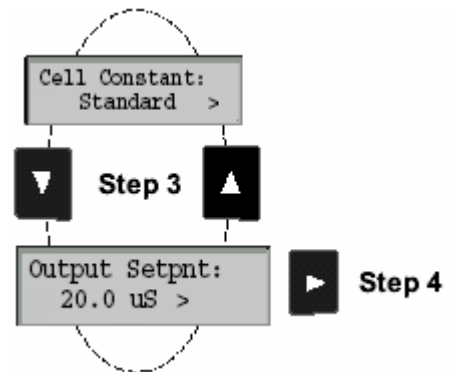 Cell Constant:
Standard >
Step 3
Output Setpnt:
20.0 uS >
Step 4